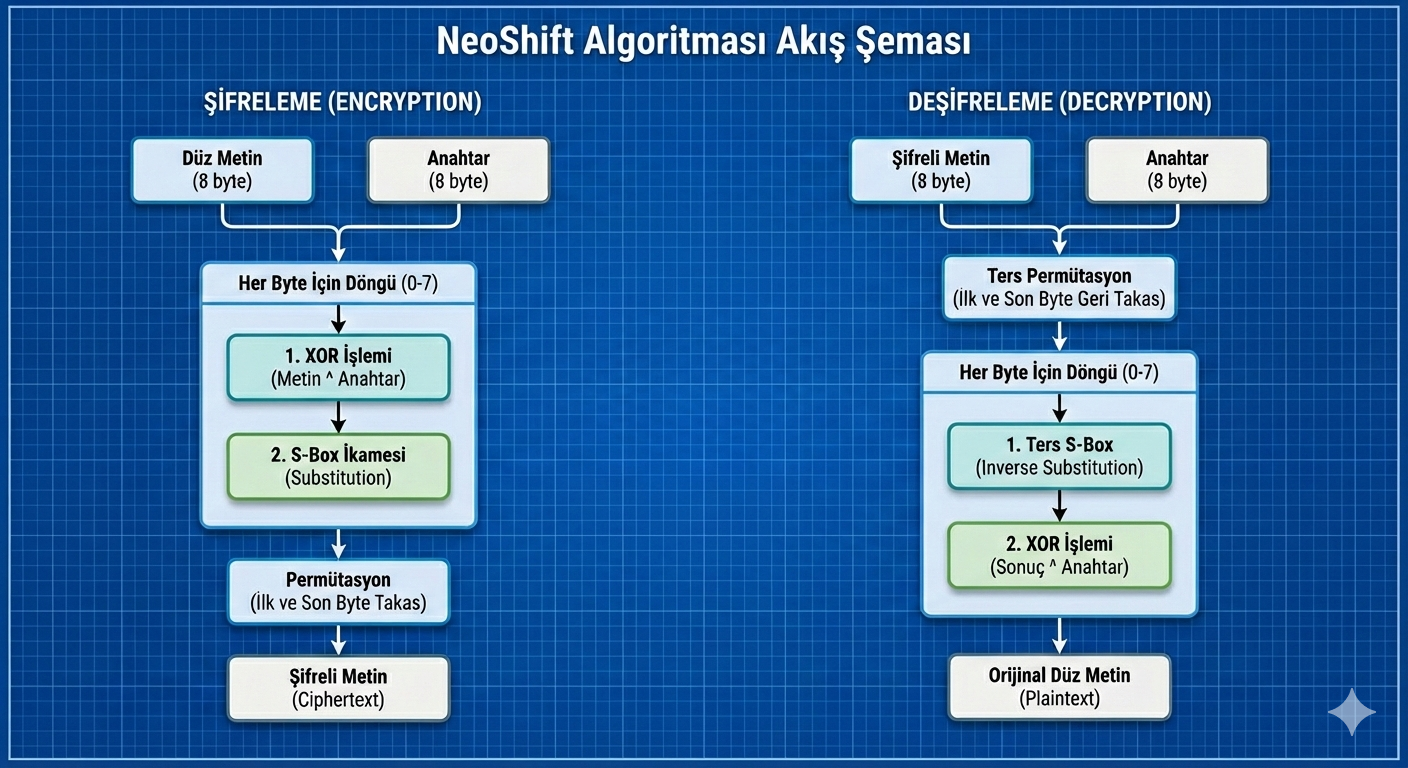 NeoShift Algoritması Akış Şeması
ŞİFRELEME (ENCRYPTION)
Düz Metin
(8 byte)
Anahtar
(8 byte)
Her Byte İçin Döngü (0-7)
1. XOR İşlemi
(Metin ^ Anahtar)
2. S-Box İkamesi
(Substitution)
Permütasyon
(İlk ve Son Byte Takas)
Şifreli Metin
(Ciphertext)
DEŞİFRELEME (DECRYPTION)
Şifreli Metin
(8 byte)
Anahtar
(8 byte)
Ters Permütasyon
(İlk ve Son Byte Geri Takas)
Her Byte İçin Döngü (0-7)
1. Ters S-Box
(Inverse Substitution)
2. XOR İşlemi
(Sonuç ^ Anahtar)
Orijinal Düz Metin
(Plaintext)